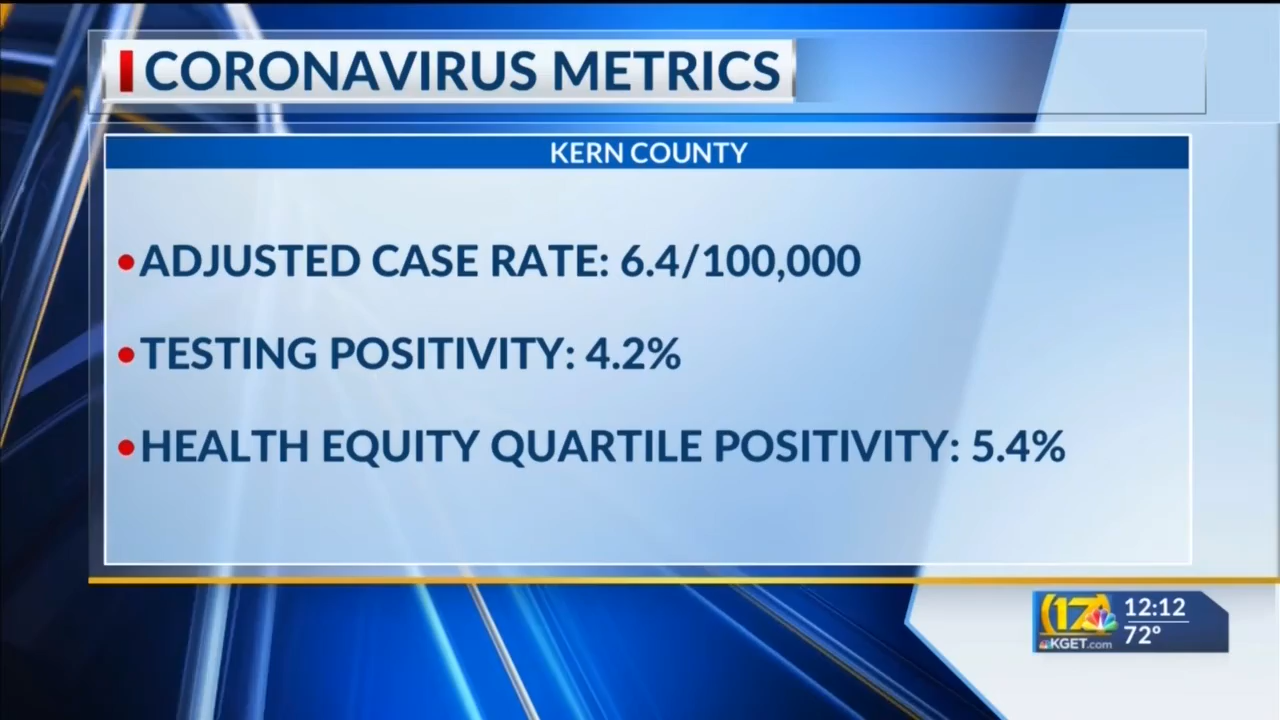 CORONAVIRUS METRICS
KERN COUNTY
•ADJUSTED CASE RATE: 6.4/100,000
•TESTING POSITIVITY: 4.2%
•HEALTH EQUITY QUARTILE POSITIVITY: 5.4%
17
KGET.com
12:12
72°